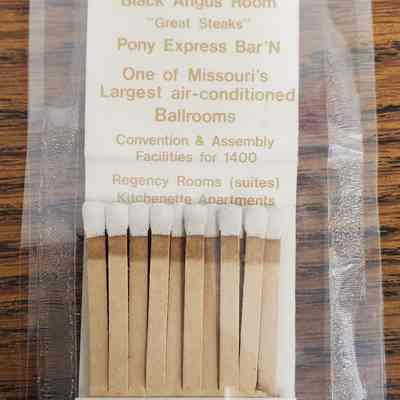 Black Angus Room
"Great Steaks"
Pony Express Bar'N
One of Missouri's
Largest air-conditioned
Ballrooms
Convention & Assembly
Facilities for 1400
Regency Rooms (suites)
Kitchenette Apartments